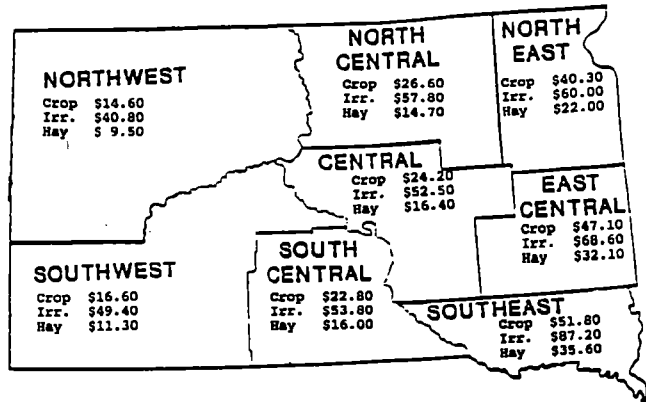 NORTHWEST
Crop $14.60
Irr. $40.80
Hay $ 9.50
NORTH
CENTRAL
Crop $26.60
Irr. $57.80
Hay $14.70
NORTH
EAST
Crop $40.30
Irr. $60.00
Hay $22.00
CENTRAL
Crop $24.20
Irr. $52.50
Hay $16.40
EAST
CENTRAL
Crop $47.10
Irr. $68.60
Hay $32.10
SOUTHWEST
Crop $16.60
Irr. $49.40
Hay $11.30
SOUTH
CENTRAL
Crop $22.80
Irr. $53.80
Hay $16.00
SOUTHEAST
Crop $51.80
Irr. $87.20
Hay $35.60